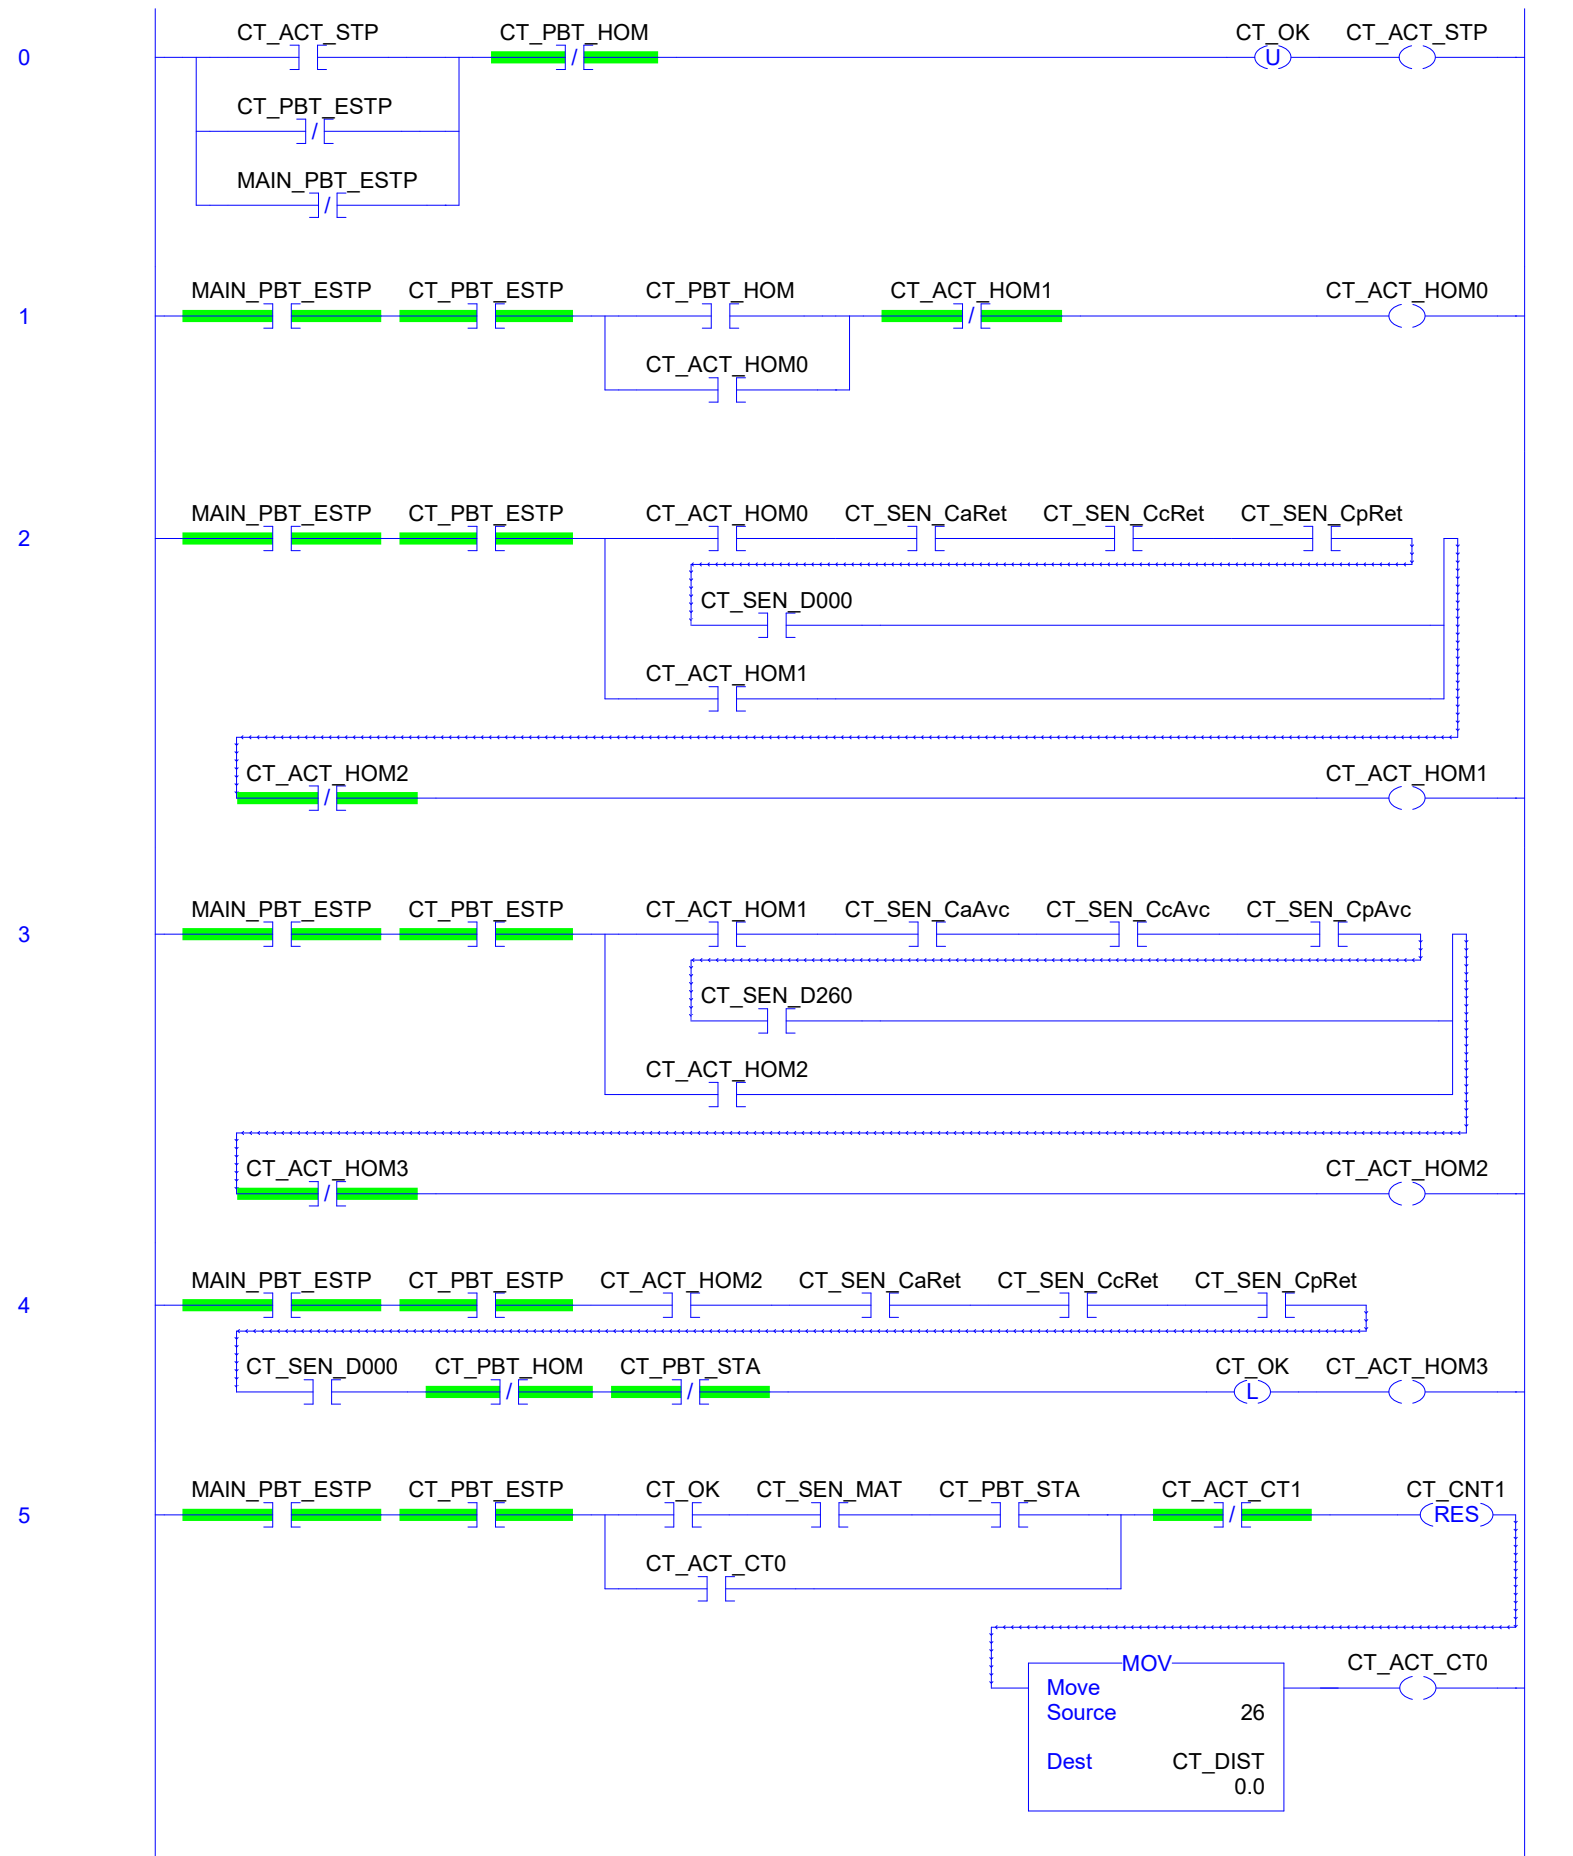 CT_ACT_STP CT_PBT_HOM CT_OK CT_ACT_STP
0 / U
CT_PBT_ESTP
/
MAIN_PBT_ESTP
/
MAIN_PBT_ESTP CT_PBT_ESTP CT_PBT_HOM CT_ACT_HOM1 CT_ACT_HOM0
1 /
CT_ACT_HOM0
MAIN_PBT_ESTP CT_PBT_ESTP CT_ACT_HOM0 CT_SEN_CaRet CT_SEN_CcRet CT_SEN_CpRet
2
CT_SEN_D000
CT_ACT_HOM1
CT_ACT_HOM2 CT_ACT_HOM1
/
MAIN_PBT_ESTP CT_PBT_ESTP CT_ACT_HOM1 CT_SEN_CaAvc CT_SEN_CcAvc CT_SEN_CpAvc
3
CT_SEN_D260
CT_ACT_HOM2
CT_ACT_HOM3 CT_ACT_HOM2
/
MAIN_PBT_ESTP CT_PBT_ESTP CT_ACT_HOM2 CT_SEN_CaRet CT_SEN_CcRet CT_SEN_CpRet
4
CT_SEN_D000 CT_PBT_HOM CT_PBT_STA CT_OK CT_ACT_HOM3
/ / L
MAIN_PBT_ESTP CT_PBT_ESTP CT_OK CT_SEN_MAT CT_PBT_STA CT_ACT_CT1 CT_CNT1
5 / RES
CT_ACT_CT0
MOV CT_ACT_CT0
Move
Source 26
Dest CT_DIST
0.0